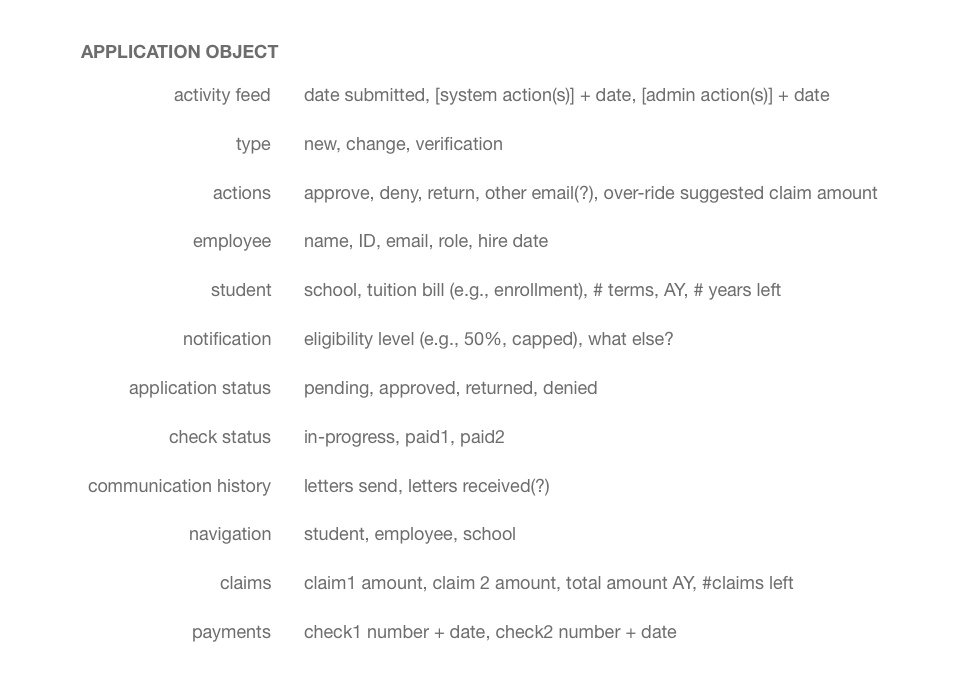 APPLICATION OBJECT
activity feed date submitted, [system action(s)] + date, [admin action(s)] + date
type new, change, verification
actions approve, deny, return, other email(?), over-ride suggested claim amount
employee name, ID, email, role, hire date
student school, tuition bill (e.g., enrollment), # terms, AY, # years left
notification eligibility level (e.g., 50%, capped), what else?
application status pending, approved, returned, denied
check status in-progress, paid1, paid2
communication history letters send, letters received(?)
navigation student, employee, school
claims claim1 amount, claim 2 amount, total amount AY, #claims left
payments check1 number + date, check2 number + date